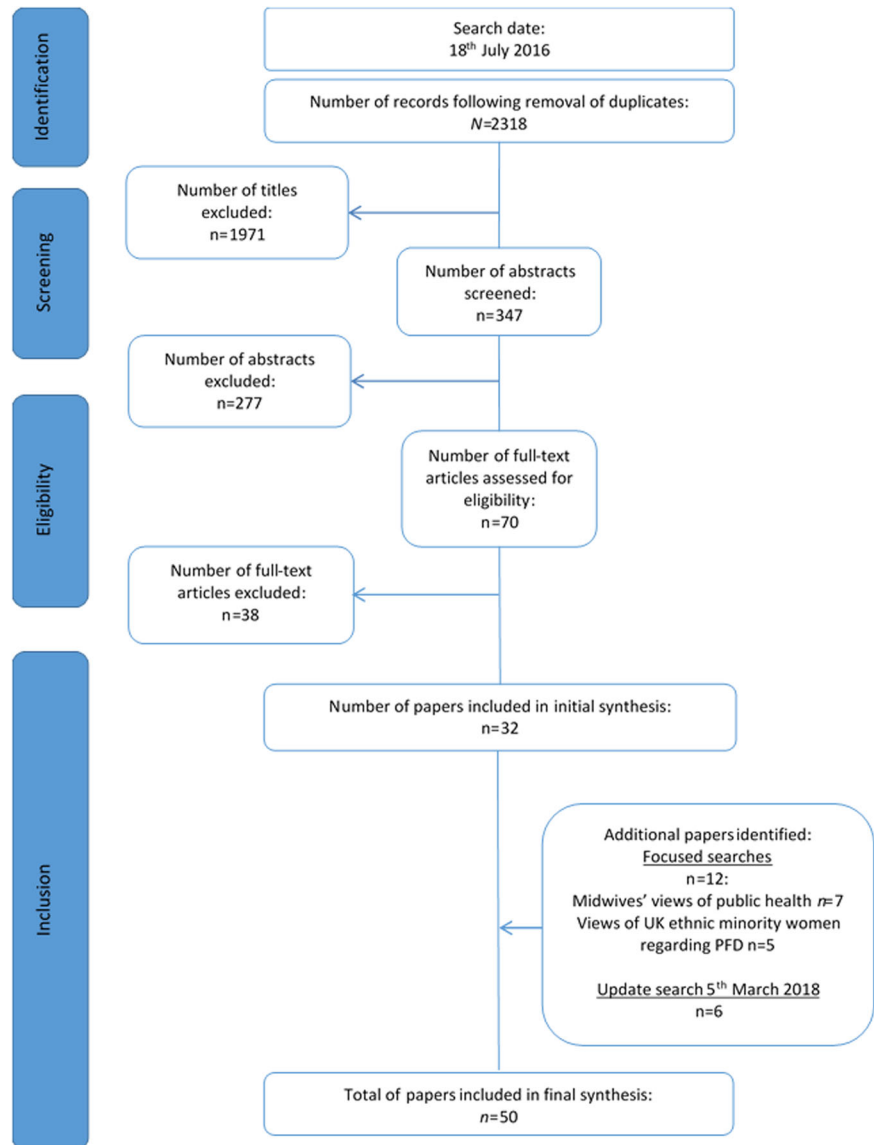 Identification
Search date:
18th July 2016
Number of records following removal of duplicates:
N=2318
Screening
Number of titles
excluded:
n=1971
Number of abstracts
screened:
n=347
Number of abstracts
excluded:
n=277
Eligibility
Number of full-text
articles assessed for
eligibility:
n=70
Number of full-text
articles excluded:
n=38
Inclusion
Number of papers included in initial synthesis:
n=32
Additional papers identified:
Focused searches
n=12:
Midwives’ views of public health n=7
Views of UK ethnic minority women
regarding PFD n=5
Update search 5th March 2018
n=6
Total of papers included in final synthesis:
n=50